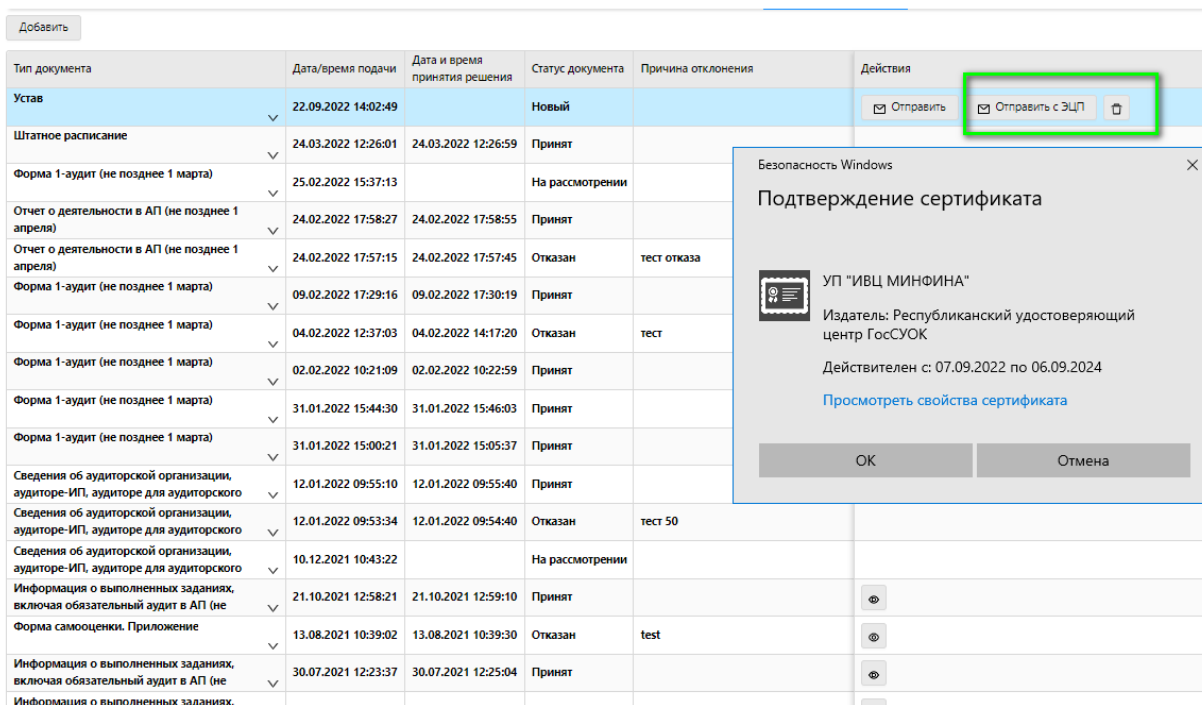 Добавить
Тип документа
Дата/время подачи
Дата и время
принятия решения
Статус документа
Причина отклонения
Действия
Устав
22.09.2022 14:02:49
Новый
Отправить
Отправить с ЭЦП
Штатное расписание
24.03.2022 12:26:01
24.03.2022 12:26:59
Принят
Форма 1-аудит (не позднее 1 марта)
25.02.2022 15:37:13
На рассмотрении
Отчет о деятельности в АП (не позднее 1
апреля)
24.02.2022 17:58:27
24.02.2022 17:58:55
Принят
Отчет о деятельности в АП (не позднее 1
апреля)
24.02.2022 17:57:15
24.02.2022 17:57:45
Отказан
тест отказа
Форма 1-аудит (не позднее 1 марта)
09.02.2022 17:29:16
09.02.2022 17:30:19
Принят
Форма 1-аудит (не позднее 1 марта)
04.02.2022 12:37:03
04.02.2022 14:17:20
Отказан
тест
Форма 1-аудит (не позднее 1 марта)
02.02.2022 10:21:09
02.02.2022 10:22:59
Принят
Форма 1-аудит (не позднее 1 марта)
31.01.2022 15:44:30
31.01.2022 15:46:03
Принят
Форма 1-аудит (не позднее 1 марта)
31.01.2022 15:00:21
31.01.2022 15:05:37
Принят
Сведения об аудиторской организации,
аудиторе-ИП, аудиторе для аудиторского
12.01.2022 09:55:10
12.01.2022 09:55:40
Принят
Сведения об аудиторской организации,
аудиторе-ИП, аудиторе для аудиторского
12.01.2022 09:53:34
12.01.2022 09:54:40
Отказан
тест 50
Сведения об аудиторской организации,
аудиторе-ИП, аудиторе для аудиторского
10.12.2021 10:43:22
На рассмотрении
Информация о выполненных заданиях,
включая обязательный аудит в АП (не
21.10.2021 12:58:21
21.10.2021 12:59:10
Принят
Форма самооценки. Приложение
13.08.2021 10:39:02
13.08.2021 10:39:30
Отказан
test
Информация о выполненных заданиях,
включая обязательный аудит в АП (не
30.07.2021 12:23:37
30.07.2021 12:25:04
Принят
Информация о выполненных заданиях,
Безопасность Windows
Подтверждение сертификата
УП "ИВЦ МИНФИНА"
Издатель: Республиканский удостоверяющий
центр ГосСУОК
Действителен с: 07.09.2022 по 06.09.2024
Просмотреть свойства сертификата
ОК
Отмена